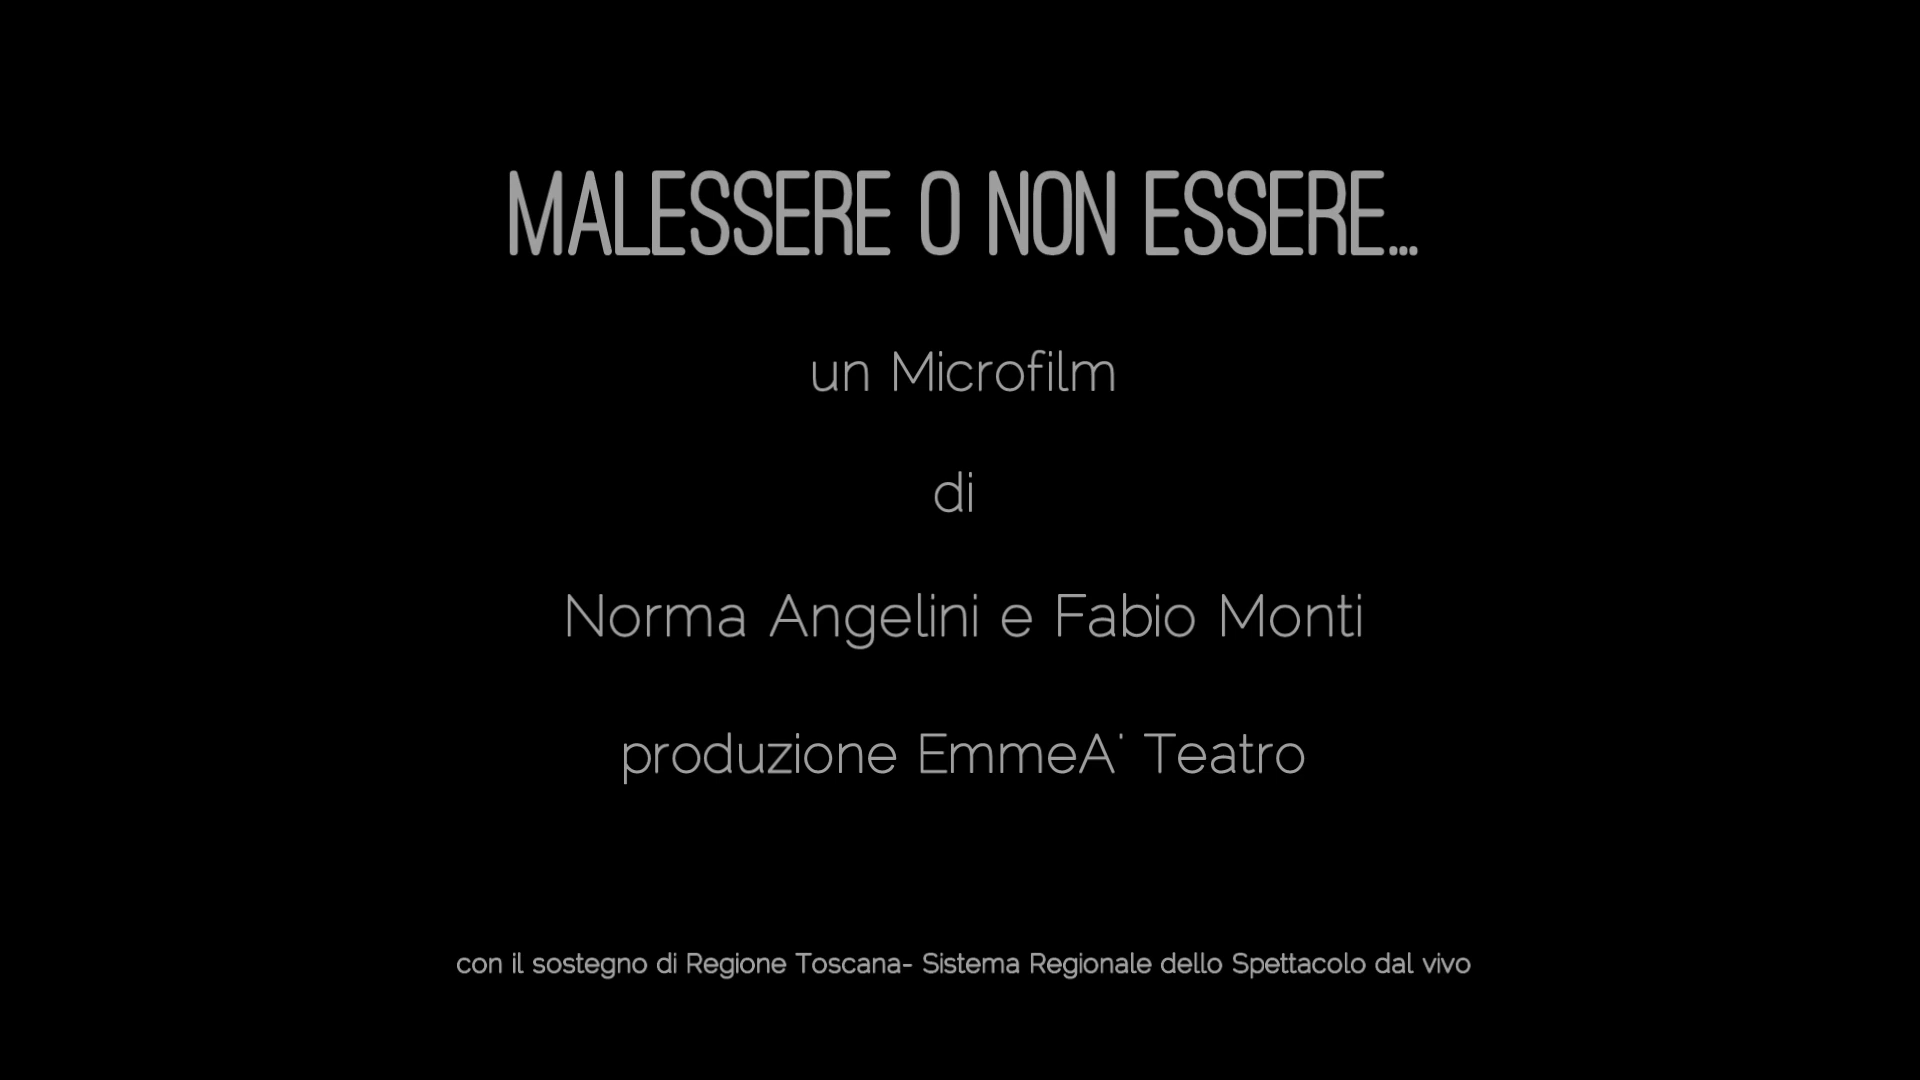 MALESSERE O NON ESSERE...
un Microfilm
di
Norma Angelini e Fabio Monti
produzione EmmeA' Teatro
con il sostegno di Regione Toscana- Sistema Regionale dello Spettacolo dal vivo